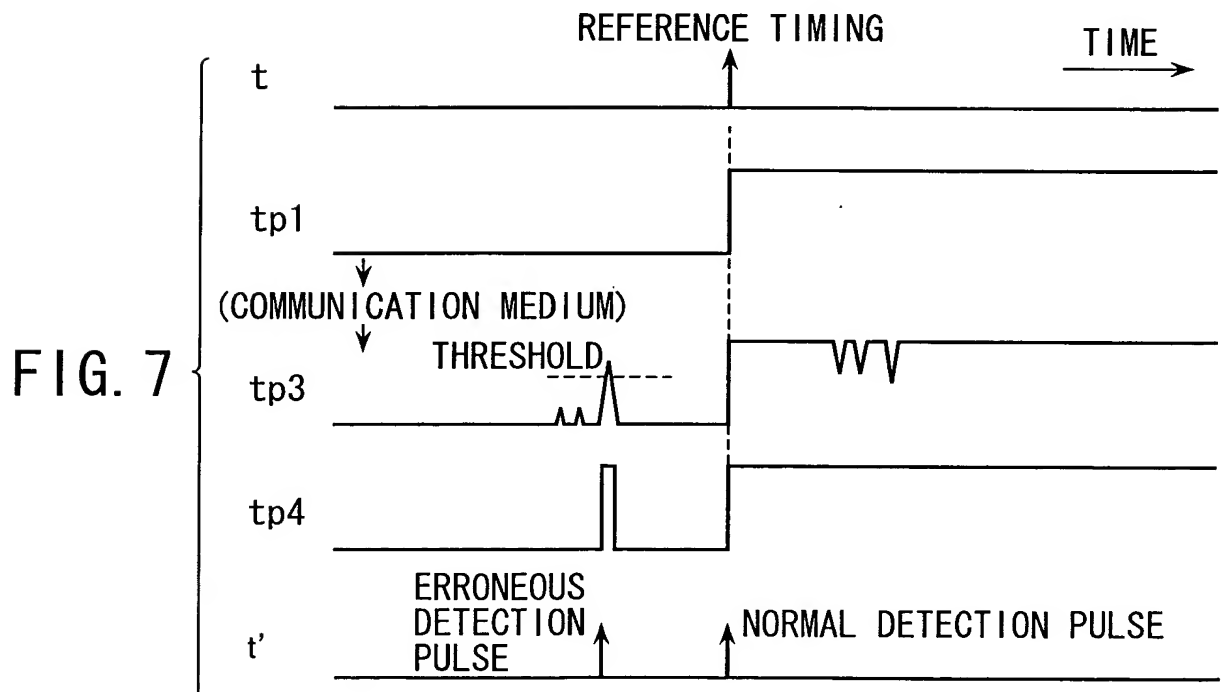 REFERENCE TIMING
TIME
t
tp1
(COMMUNICATION MEDIUM)
THRESHOLD
FIG. 7
tp3
tp4
ERRONEOUS
DETECTION
PULSE
NORMAL DETECTION PULSE
t'